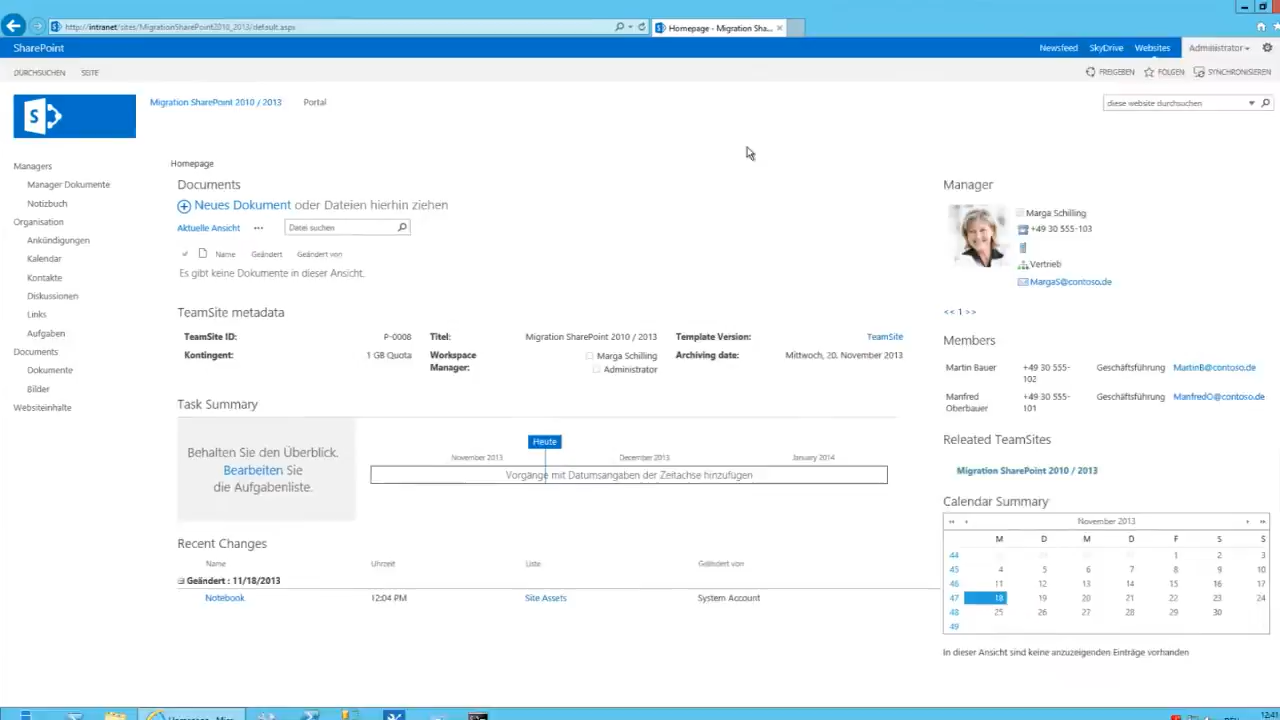 http://intranet/sites/MigrationSharePoint2010_2013/default.aspx
Homepage - Migration Sha...
SharePoint
Newsfeed SkyDrive Websites Administrator
DURCHSUCHEN SEITE
FREIGEBEN FOLGEN SYNCHRONISIEREN
S
Migration SharePoint 2010 / 2013 Portal
diese website durchsuchen
Managers
Manager Dokumente
Notizbuch
Organisation
Ankündigungen
Kalendar
Kontakte
Diskussionen
Links
Aufgaben
Documents
Dokumente
Bilder
Websiteinhalte
Homepage
Documents
Neues Dokument oder Dateien hierhin ziehen
Aktuelle Ansicht ... Datei suchen
Name Geändert Geändert von
Es gibt keine Dokumente in dieser Ansicht.
TeamSite metadata
TeamSite ID: P-0008 Titel: Migration SharePoint 2010 / 2013 Template Version: TeamSite
Kontingent: 1 GB Quota Workspace Manager: Marga Schilling Archiving date: Mittwoch, 20. November 2013
Administrator
Task Summary
Behalten Sie den Überblick.
Bearbeiten Sie
die Aufgabenliste.
Heute
November 2013 December 2013 January 2014
Vorgänge mit Datumsangaben der Zeitachse hinzufügen
Recent Changes
Name Uhrzeit Liste Geändert von
Geändert : 11/18/2013
Notebook 12:04 PM Site Assets System Account
Manager
Marga Schilling
+49 30 555-103
Vertrieb
MargaS@contoso.de
<< 1 >>
Members
Martin Bauer +49 30 555-102 Geschäftsführung MartinB@contoso.de
Manfred Oberbauer +49 30 555-101 Geschäftsführung ManfredO@contoso.de
Releated TeamSites
Migration SharePoint 2010 / 2013
Calendar Summary
November 2013
M D M D F S S
44 1 2 3
45 4 5 6 7 8 9 10
46 11 12 13 14 15 16 17
47 18 19 20 21 22 23 24
48 25 26 27 28 29 30
49
In dieser Ansicht sind keine anzuzeigenden Einträge vorhanden